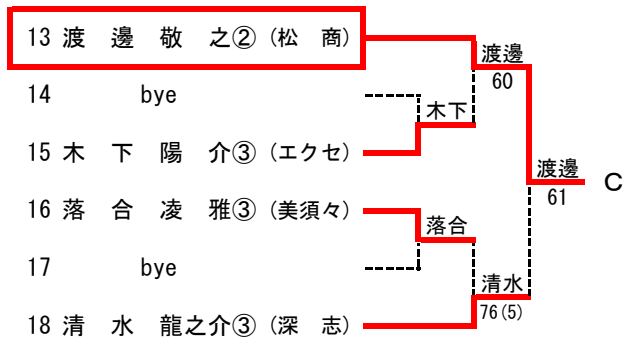 13 渡 邊 敬 之② (松 商)
渡邊
60
14 bye
木下
15 木 下 陽 介③ (エクセ)
渡邊
61
C
16 落 合 凌 雅③ (美須々)
落合
17 bye
清水
76(5)
18 清 水 龍之介③ (深 志)